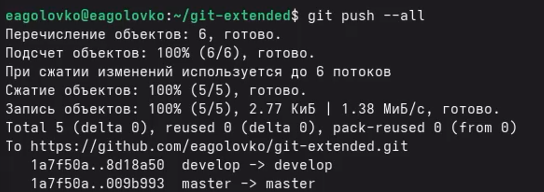 eagolovko@eagolovko:~/git-extended$ git push --all
Перечисление объектов: 6, готово.
Подсчет объектов: 100% (6/6), готово.
При сжатии изменений используется до 6 потоков
Сжатие объектов: 100% (5/5), готово.
Запись объектов: 100% (5/5), 2.77 КиБ | 1.38 МиБ/с, готово.
Total 5 (delta 0), reused 0 (delta 0), pack-reused 0 (from 0)
To https://github.com/eagolovko/git-extended.git
   1a7f50a..8d18a50  develop -> develop
   1a7f50a..009b993  master -> master